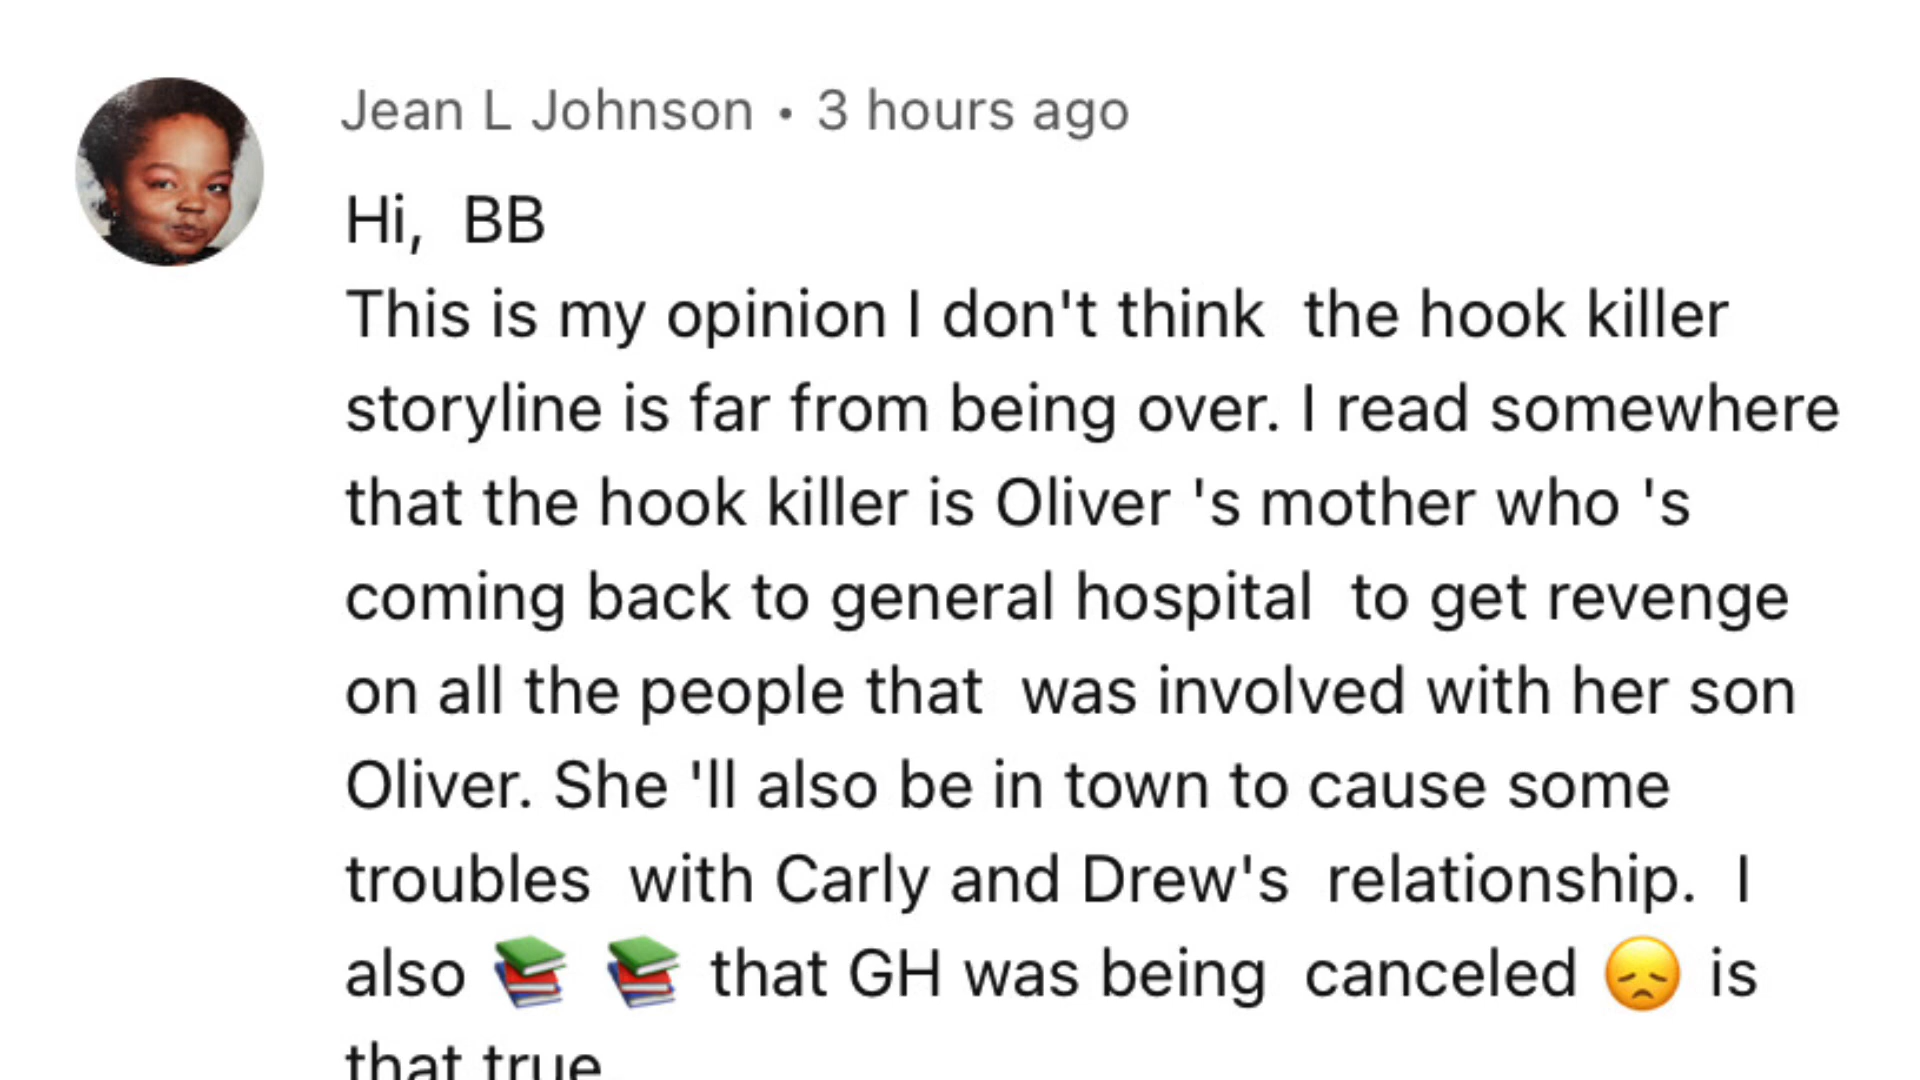 Jean L Johnson • 3 hours ago
Hi,  BB
This is my opinion I don't think  the hook killer
storyline is far from being over. I read somewhere
that the hook killer is Oliver 's mother who 's
coming back to general hospital  to get revenge
on all the people that  was involved with her son
Oliver. She 'll also be in town to cause some
troubles  with Carly and Drew's  relationship.  I
also 📚 📚 that GH was being  canceled 😞 is
that true.